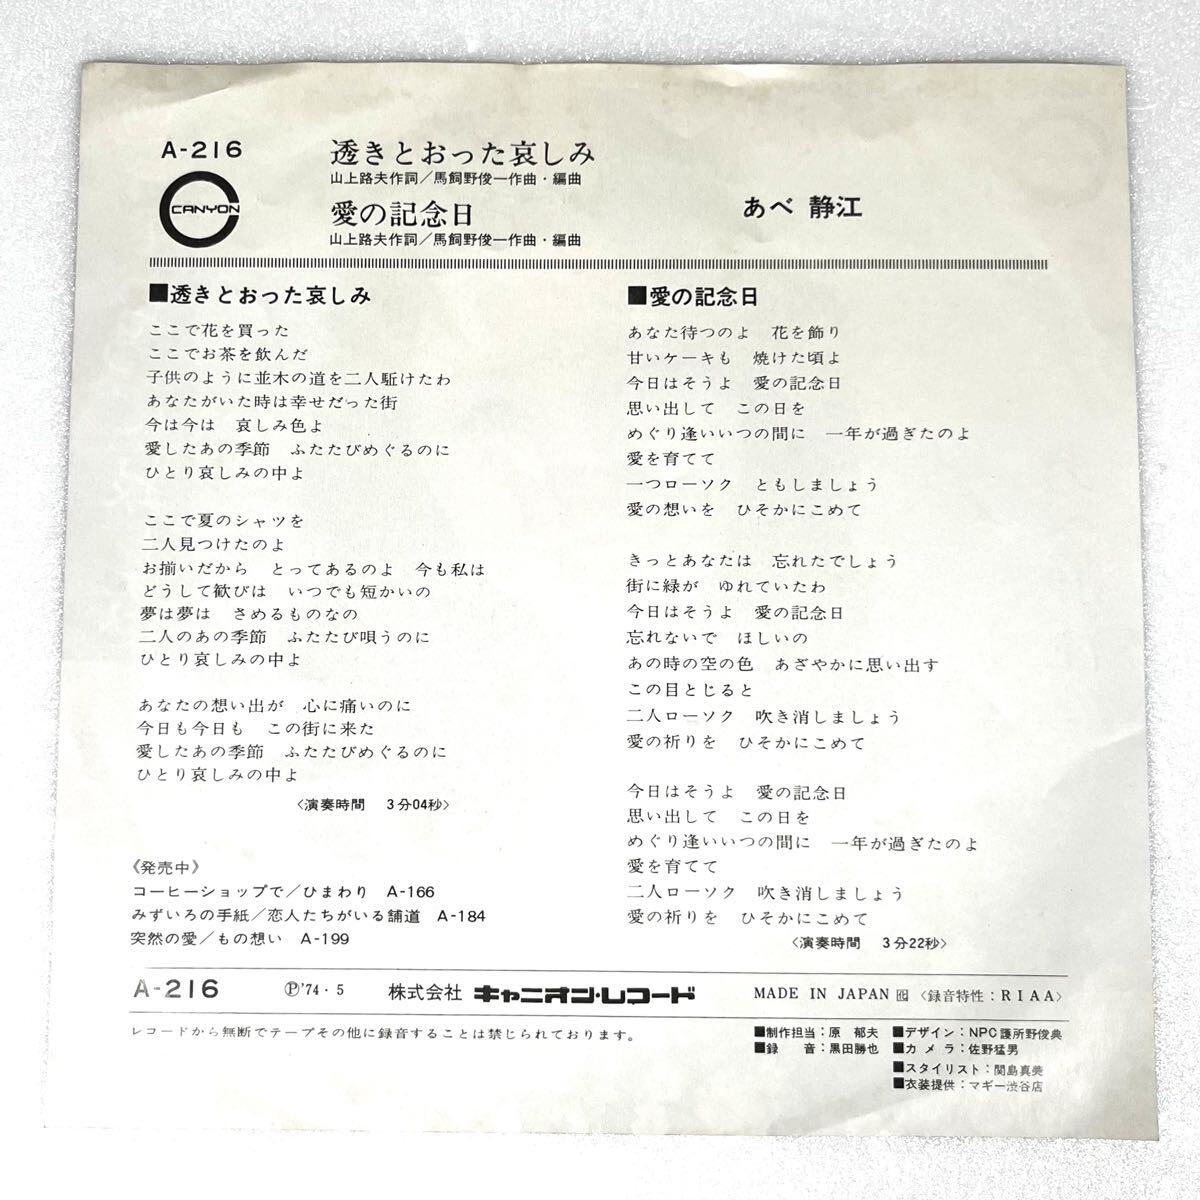 A-216
CANYON
透きとおった哀しみ
山上路夫作詞／馬飼野俊一作曲・編曲
愛の記念日
山上路夫作詞／馬飼野俊一作曲・編曲
あべ 静江
■透きとおった哀しみ
ここで花を買った
ここでお茶を飲んだ
子供のように並木の道を二人駈けたわ
あなたがいた時は幸せだった街
今は今は　哀しみ色よ
愛したあの季節　ふたたびめぐるのに
ひとり哀しみの中よ
ここで夏のシャツを
二人見つけたのよ
お揃いだから　とってあるのよ　今も私は
どうして歓びは　いつでも短かいの
夢は夢は　さめるものなの
二人のあの季節　ふたたび唄うのに
ひとり哀しみの中よ
あなたの想い出が　心に痛いのに
今日も今日も　この街に来た
愛したあの季節　ふたたびめぐるのに
ひとり哀しみの中よ
〈演奏時間　3分04秒〉
《発売中》
コーヒーショップで／ひまわり　A-166
みずいろの手紙／恋人たちがいる舗道　A-184
突然の愛／もの想い　A-199
■愛の記念日
あなた待つのよ　花を飾り
甘いケーキも　焼けた頃よ
今日はそうよ　愛の記念日
思い出して　この日を
めぐり逢いいつの間に　一年が過ぎたのよ
愛を育てて
一つローソク　ともしましょう
愛の想いを　ひそかにこめて
きっとあなたは　忘れたでしょう
街に緑が　ゆれていたわ
今日はそうよ　愛の記念日
忘れないで　ほしいの
あの時の空の色　あざやかに思い出す
この目とじると
二人ローソク　吹き消しましょう
愛の祈りを　ひそかにこめて
今日はそうよ　愛の記念日
思い出して　この日を
めぐり逢いいつの間に　一年が過ぎたのよ
愛を育てて
二人ローソク　吹き消しましょう
愛の祈りを　ひそかにこめて
〈演奏時間　3分22秒〉
A-216　Ⓟ'74・5　株式会社 キャニオン・レコード　MADE IN JAPAN 〈録音特性：RIAA〉
レコードから無断でテープその他に録音することは禁じられております。
■制作担当：原　郁夫
■録　　音：黒田勝也
■デザイン：NPC護所野俊典
■カ メ ラ：佐野猛男
■スタイリスト：関島真美
■衣装提供：マギー渋谷店